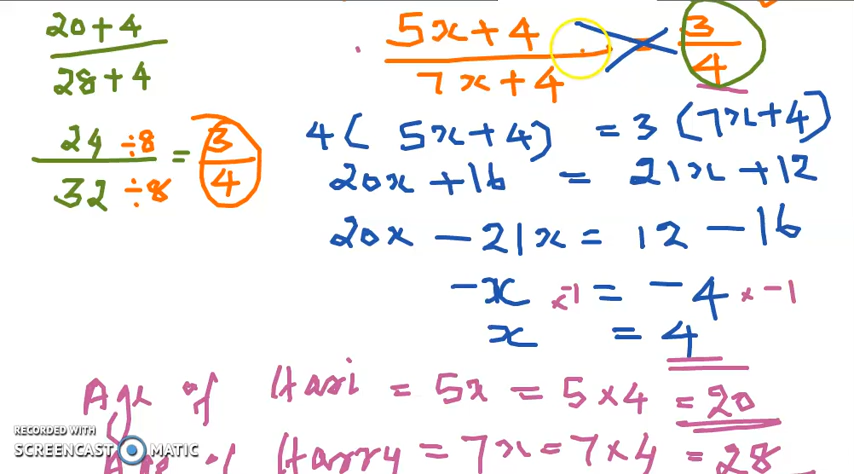 20+4
28+4
24 ÷8 = 3
32 ÷8 4
5x+4 = 3
7x+4 4
4( 5x+4) = 3 (7x+4)
20x +16 = 21x +12
20x - 21x = 12 - 16
-x ×-1 = -4 × -1
x = 4
Age of Hari = 5x = 5×4 = 20
Age of Harry = 7x = 7×4 = 28
RECORDED WITH
SCREENCAST MATIC